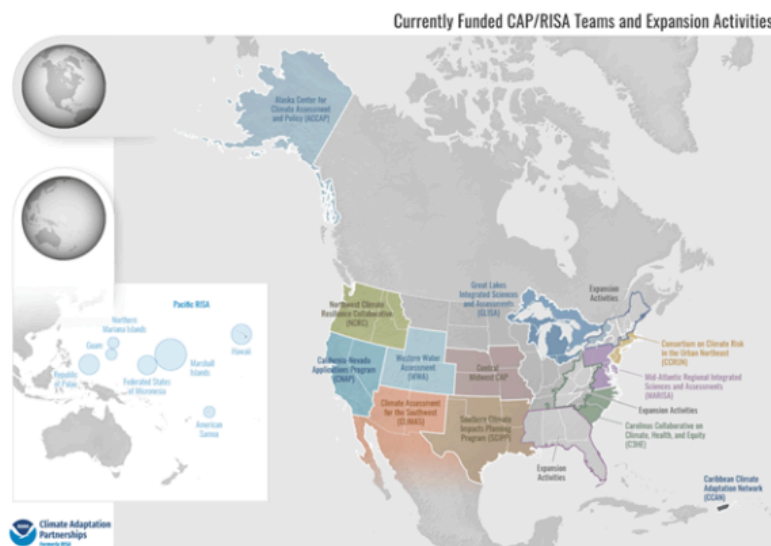 Currently Funded CAP/RISA Teams and Expansion Activities
Alaska Center for
Climate Assessment
and Policy (ACCAP)
Pacific RISA
Northern
Mariana Islands
Guam
Republic
of Palau
Federated States
of Micronesia
Marshall
Islands
Hawaii
American
Samoa
Northwest Climate
Resilience Collaborative
(NCRC)
Great Lakes
Integrated Sciences
and Assessments
(GLISA)
Expansion
Activities
California-Nevada
Applications Program
(CNAP)
Western Water
Assessment
(WWA)
Central
Midwest CAP
Consortium on Climate Risk
in the Urban Northeast
(CCRUN)
Mid-Atlantic Regional Integrated
Sciences and Assessments
(MARISA)
Climate Assessment
for the Southwest
(CLIMAS)
Southern Climate
Impacts Planning
Program (SCIPP)
Expansion Activities
Carolinas Collaborative on
Climate, Health, and Equity
(C3HE)
Expansion
Activities
Caribbean Climate
Adaptation Network
(CCAN)
Climate Adaptation
Partnerships
Formerly RISA